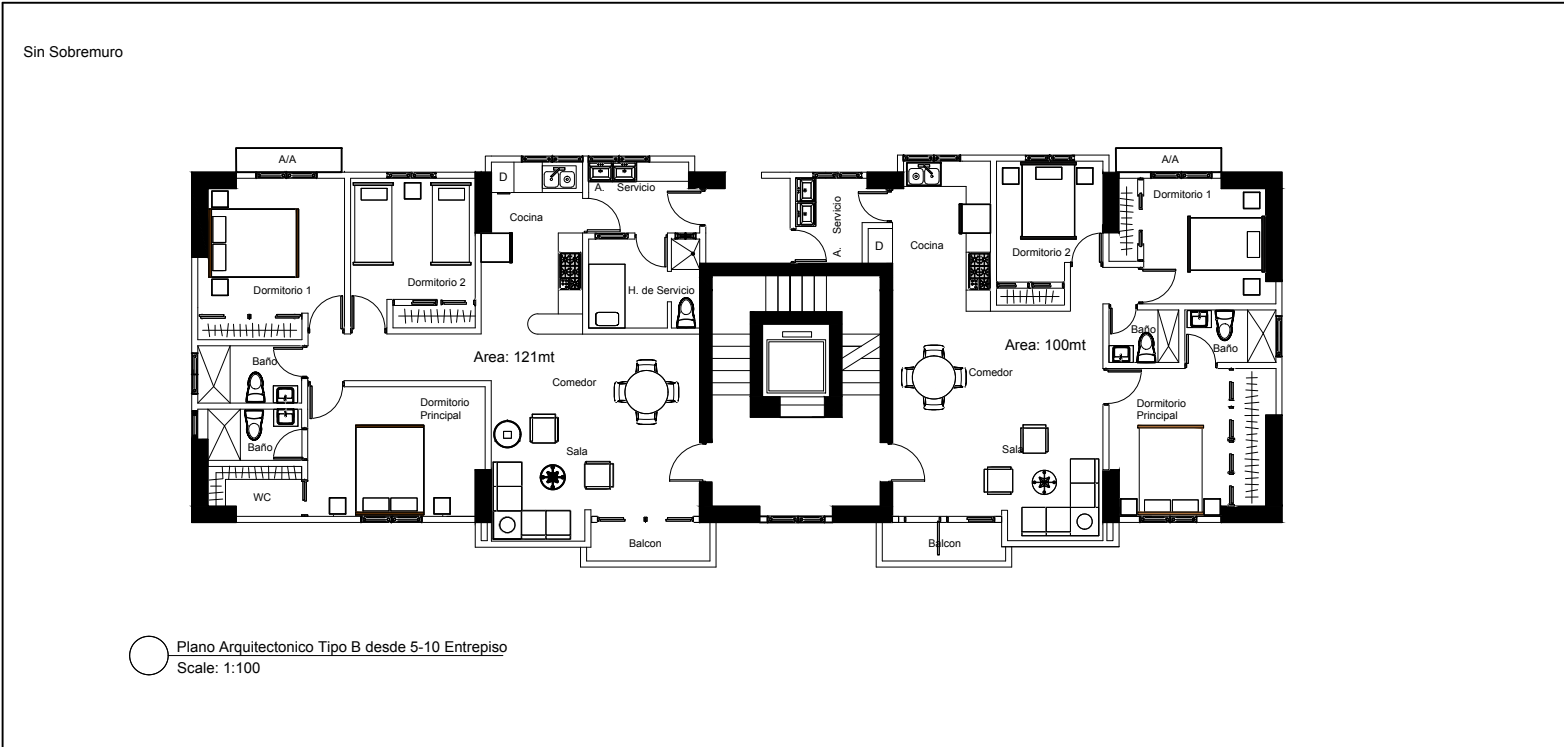 Sin Sobremuro
A/A
D
A. Servicio
Cocina
Dormitorio 1
Dormitorio 2
H. de Servicio
Baño
Area: 121mt
Comedor
Dormitorio
Principal
Baño
Sala
WC
Balcon
A/A
Dormitorio 1
A. Servicio
D
Cocina
Dormitorio 2
Baño
Baño
Area: 100mt
Comedor
Dormitorio
Principal
Sala
Balcon
Plano Arquitectonico Tipo B desde 5-10 Entrepiso
Scale: 1:100